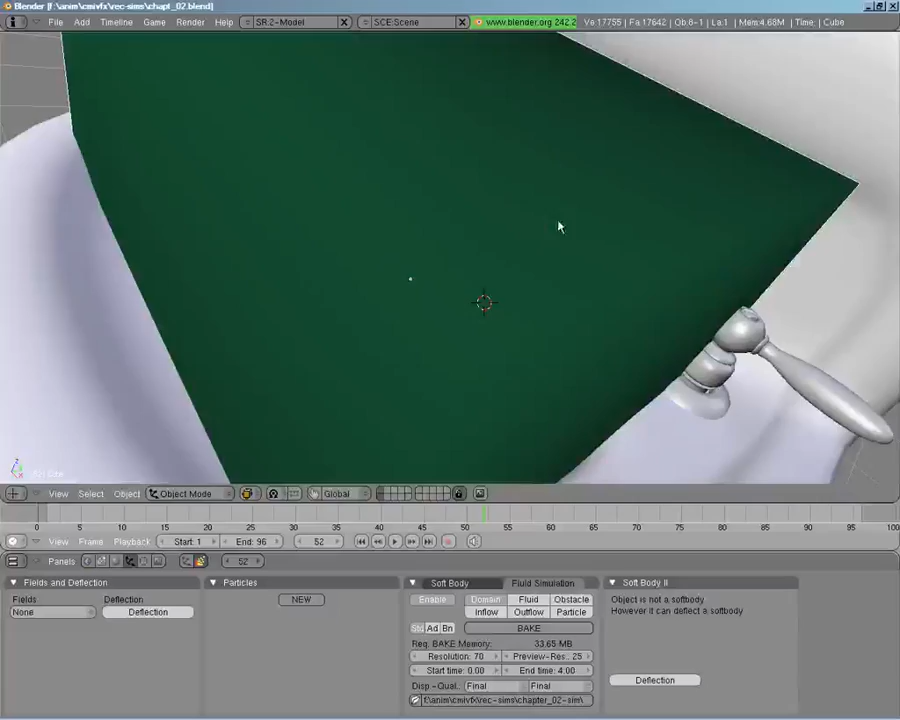 Blender [f:\anim\cmivfx\rec-sims\chapt_02.blend]
File Add Timeline Game Render Help SR:2-Model SCE:Scene www.blender.org 242.2 Ve:17755 | Fa:17642 | Ob:8-1 | La:1 | Mem:4.68M | Time: | Cube
View Select Object Object Mode Global
0 5 10 15 20 25 30 35 40 45 50 55 60 65 70 75 80 85 90 95 100
View Frame Playback Start: 1 End: 96 52
Panels 52
Fields and Deflection Particles Soft Body Fluid Simulation Soft Body II
Fields Deflection NEW Enable Domain Fluid Obstacle Object is not a softbody
None Deflection Inflow Outflow Particle However it can deflect a softbody
Ad Bn BAKE
Req. BAKE Memory: 33.65 MB
Resolution: 70 Preview-Res.: 25
Start time: 0.00 End time: 4.00 Deflection
Disp.-Qual.: Final Final
f:\anim\cmivfx\rec-sims\chapter_02-sim\